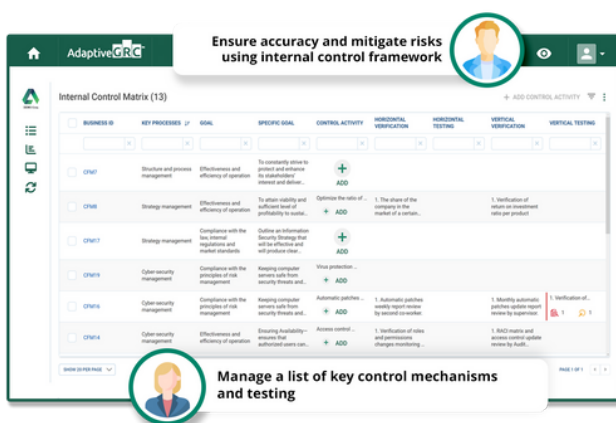 Ensure accuracy and mitigate risks
using internal control framework
AdaptiveGRC
Internal Control Matrix (13)
+ ADD CONTROL ACTIVITY
BUSINESS ID
KEY PROCESSES
GOAL
SPECIFIC GOAL
CONTROL ACTIVITY
HORIZONTAL
VERIFICATION
HORIZONTAL
TESTING
VERTICAL
VERIFICATION
VERTICAL TESTING
CFM7
Structure and process
management
Effectiveness and
efficiency of operation
To constantly strive to
protect and enhance
its stakeholders'
interest and deliver...
+
ADD
CFM8
Strategy management
Effectiveness and
efficiency of operation
To attain viability and
sufficient level of
profitability to sustai...
Optimize the ratio of ...
+ ADD
1. The share of the
company in the
market of a certain...
1. Verification of
return on investment
ratio per product
CFM17
Strategy management
Compliance with the
law, internal
regulations and
market standards
Outline an Information
Security Strategy that
will be effective and
will produce clear...
+
ADD
CFM19
Cyber-security
management
Compliance with the
principles of risk
management
Keeping computer
servers safe from
security threats and...
Virus protection ...
+ ADD
CFM16
Cyber-security
management
Compliance with the
principles of risk
management
Keeping computer
servers safe from
security threats and...
Automatic patches ...
+ ADD
1. Automatic patches
weekly report review
by second co-worker
1. Monthly automatic
patches update report
review by supervisor
1. Verification of...
1
1
CFM14
Cyber-security
management
Effectiveness and
efficiency of operation
Ensuring Availability—
ensures that
authorized users can...
Access control ...
+ ADD
1. Verification of roles
and permissions
changes monitoring ...
1. RACI matrix and
access control update
review by Audit...
SHOW 20 PER PAGE
PAGE 1 OF 1
Manage a list of key control mechanisms
and testing